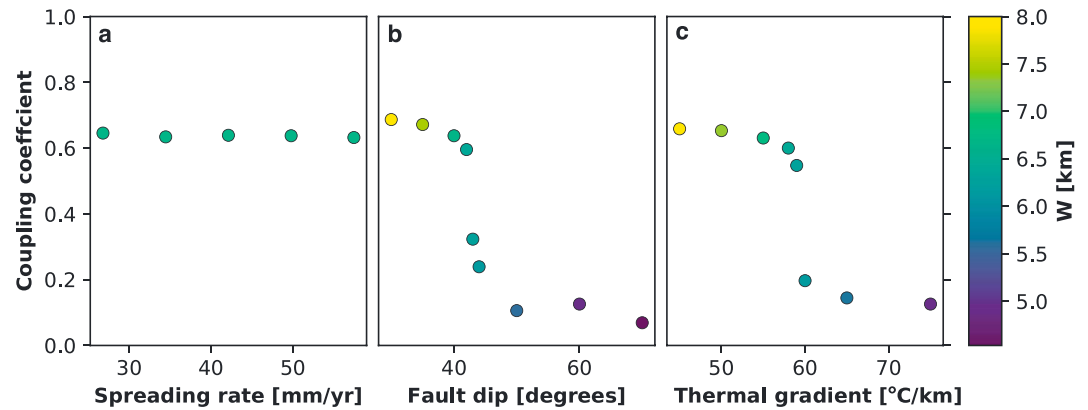 a
b
c
1.0
0.8
0.6
0.4
0.2
0.0
Coupling coeffcient
30
40
50
Spreading rate [mm/yr]
40
60
Fault dip [degrees]
50
60
70
Thermal gradient [°C/km]
8.0
7.5
7.0
6.5
6.0
5.5
5.0
W [km]